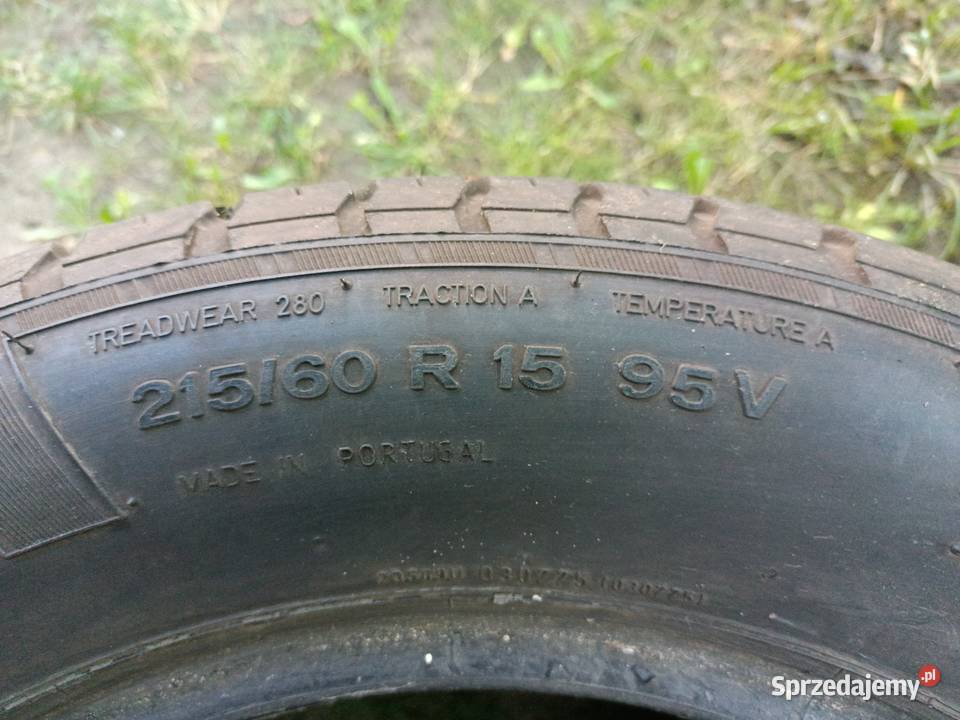 TREADWEAR 280 TRACTION A TEMPERATURE A
215/60 R 15 95 V
MADE IN PORTUGAL
Sprzedajemy.pl